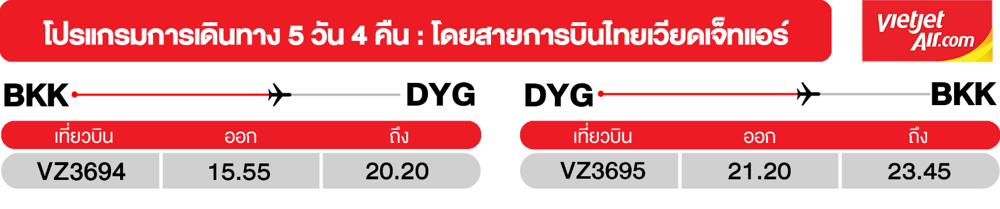 โปรแกรมการเดินทาง 5 วัน 4 คืน : โดยสายการบินไทยเวียดเจ็ทแอร์
vietjet
Air.com
BKK DYG
เที่ยวบิน ออก ถึง
VZ3694 15.55 20.20
DYG BKK
เที่ยวบิน ออก ถึง
VZ3695 21.20 23.45